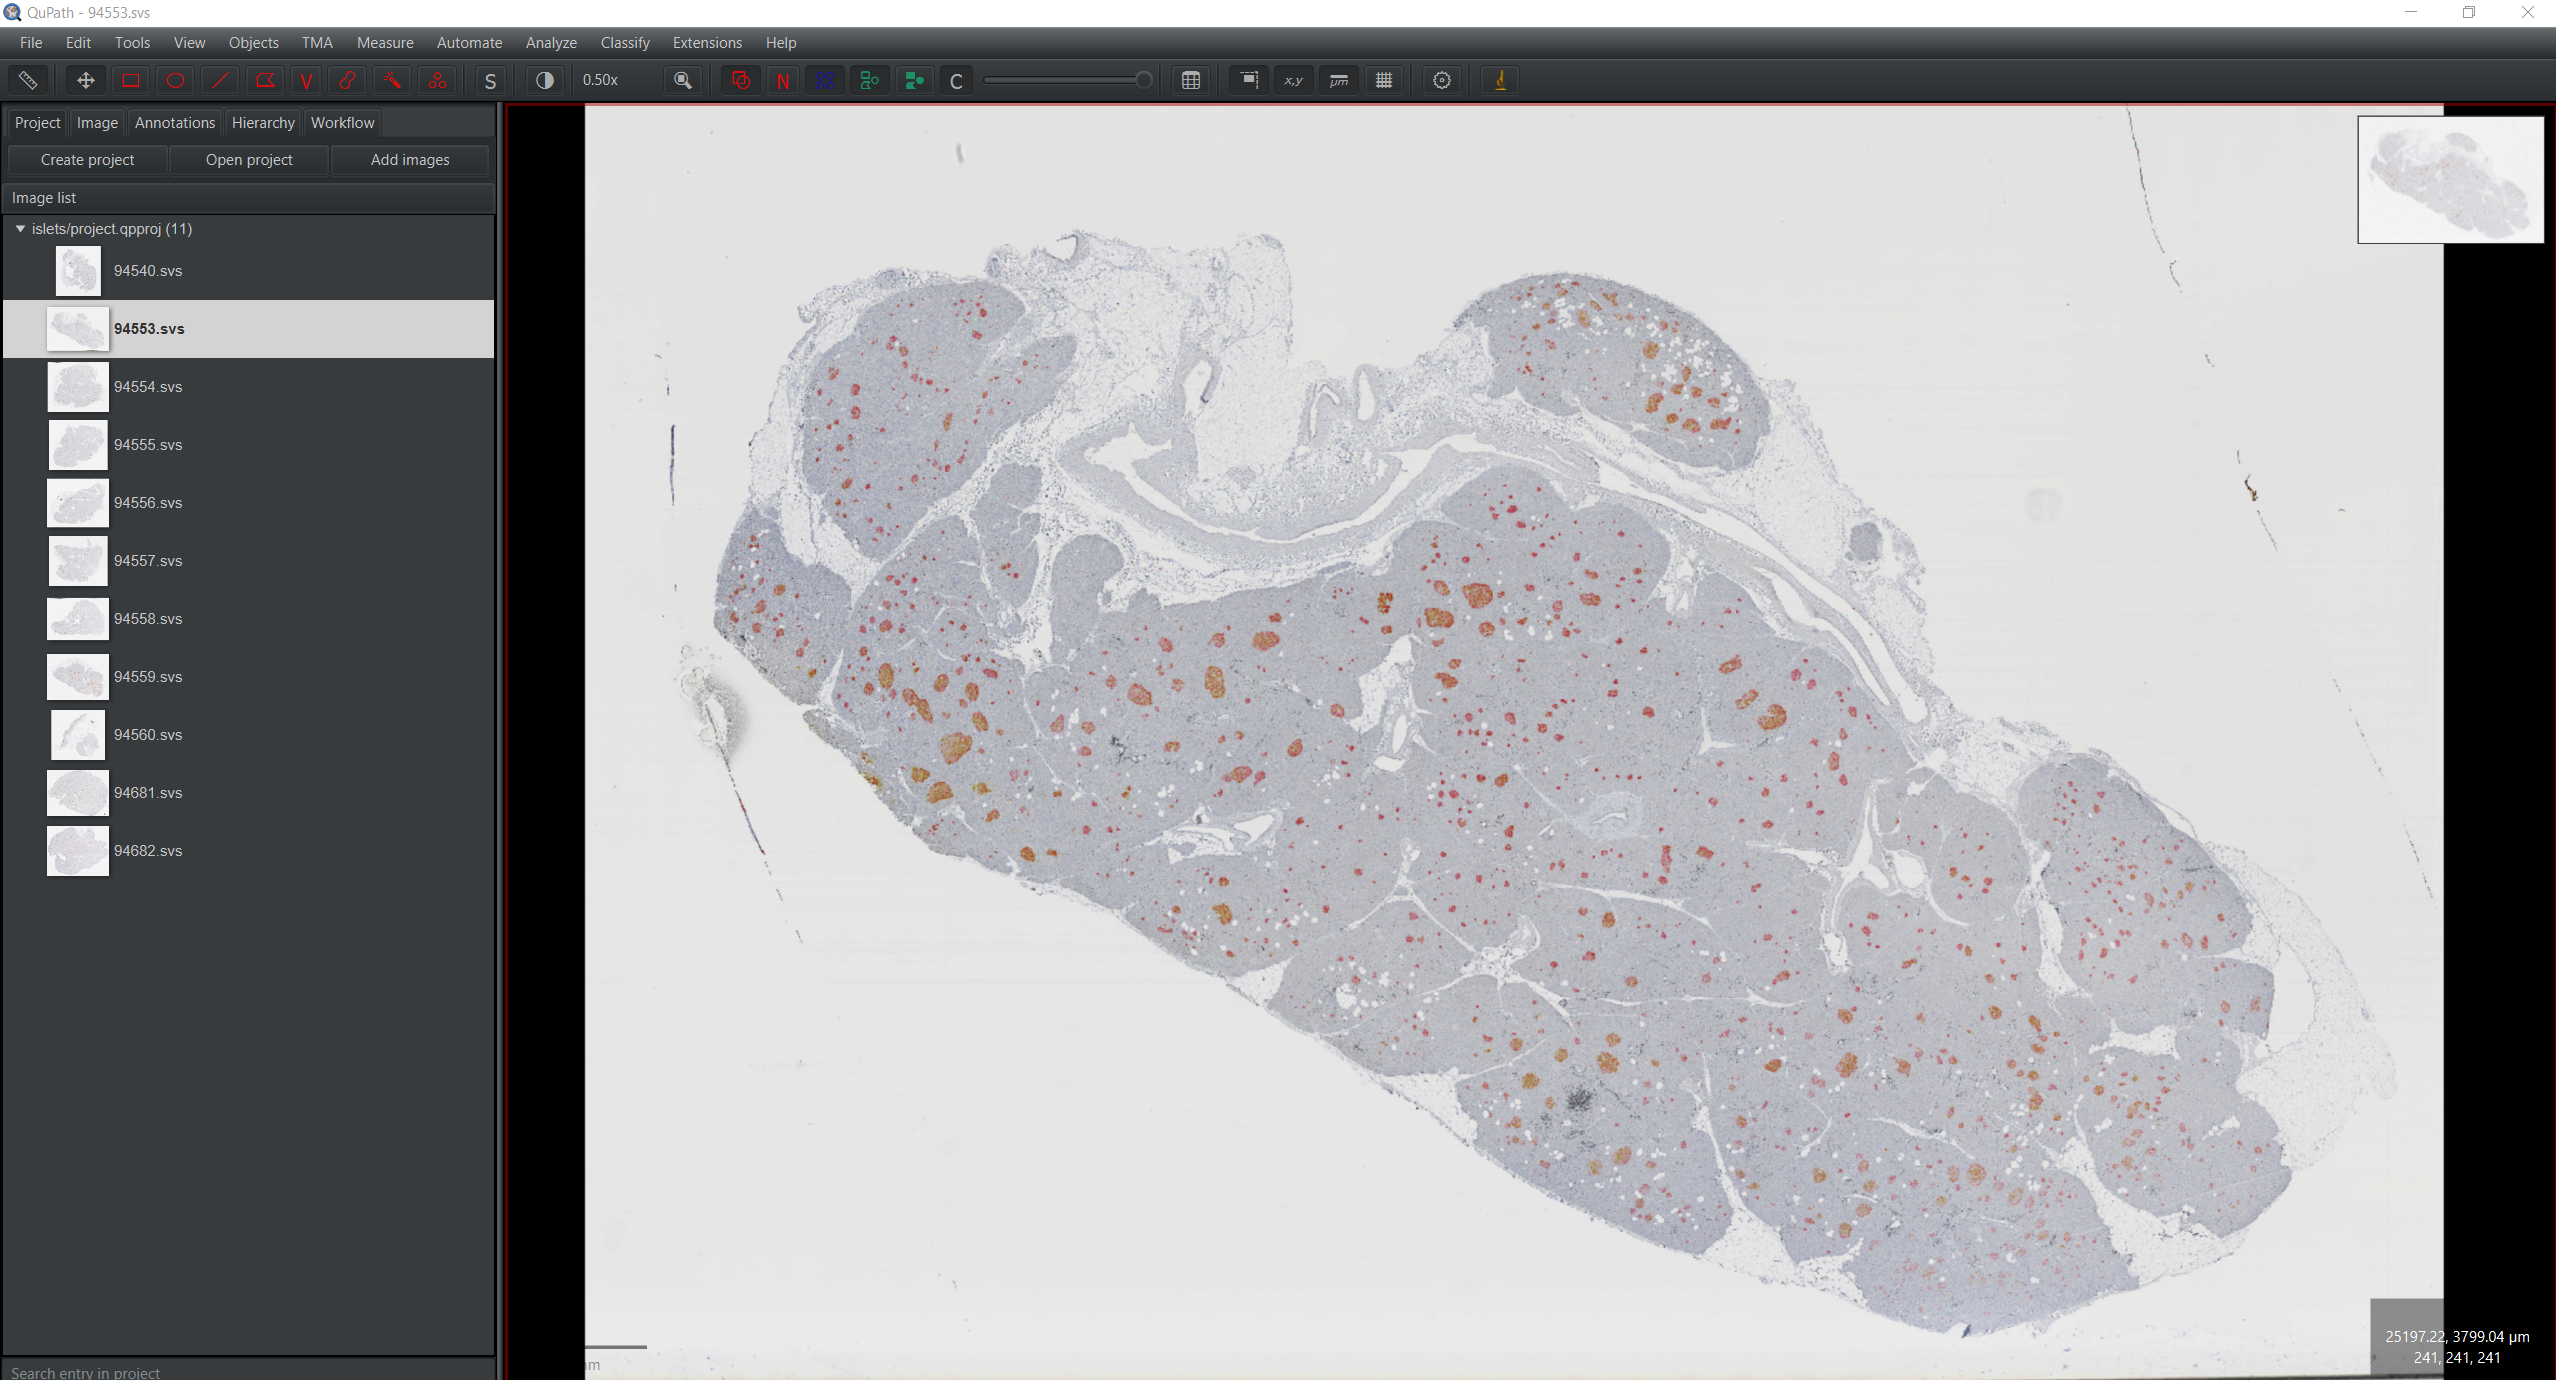 QuPath - 94553.svs
File Edit Tools View Objects TMA Measure Automate Analyze Classify Extensions Help
V S 0.50x N C x,y µm
Project Image Annotations Hierarchy Workflow
Create project Open project Add images
Image list
islets/project.qpproj (11)
94540.svs
94553.svs
94554.svs
94555.svs
94556.svs
94557.svs
94558.svs
94559.svs
94560.svs
94681.svs
94682.svs
Search entry in project
25197.22, 3799.04 µm
241, 241, 241